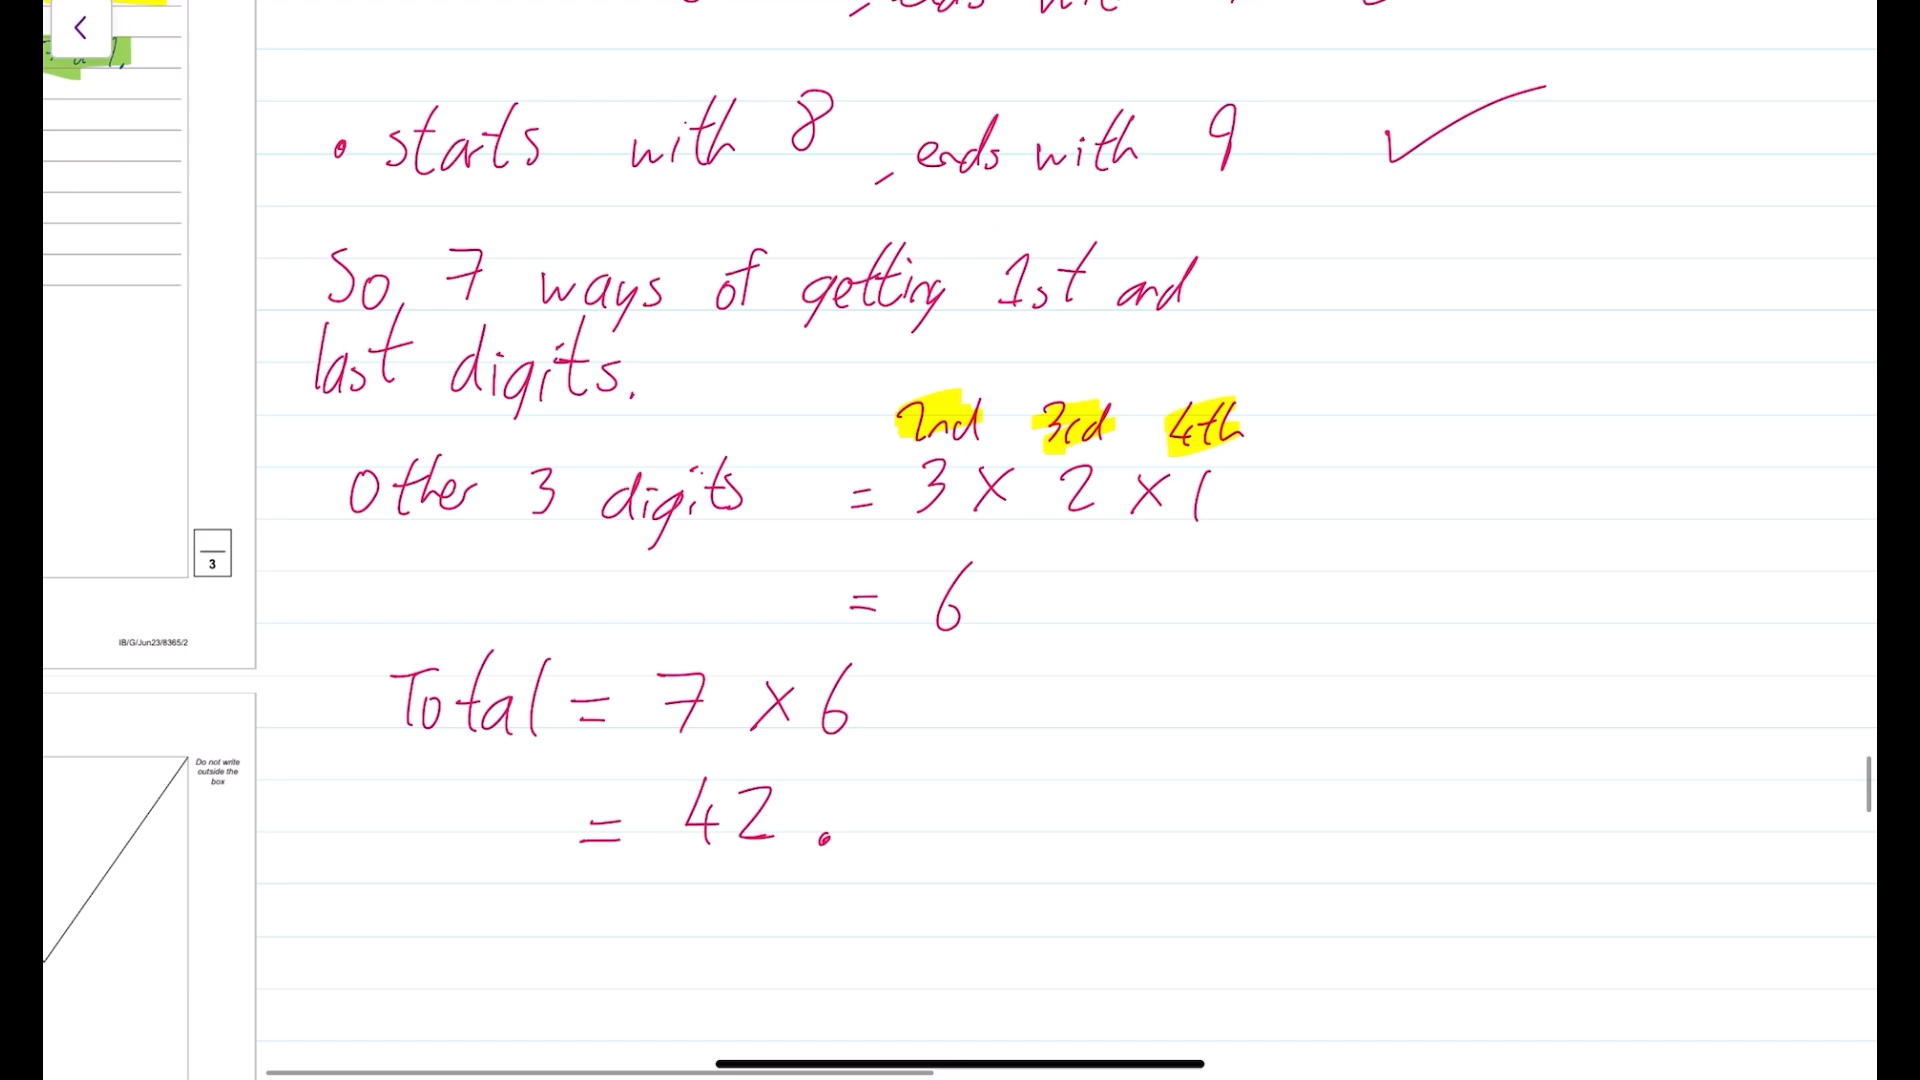 • starts with 8, ends with 9 ✓
So, 7 ways of getting 1st and
last digits.
2nd 3rd 4th
Other 3 digits = 3 × 2 × 1
= 6
3
IB/G/Jun23/8365/2
Total = 7 × 6
Do not write
outside the
box
= 42.